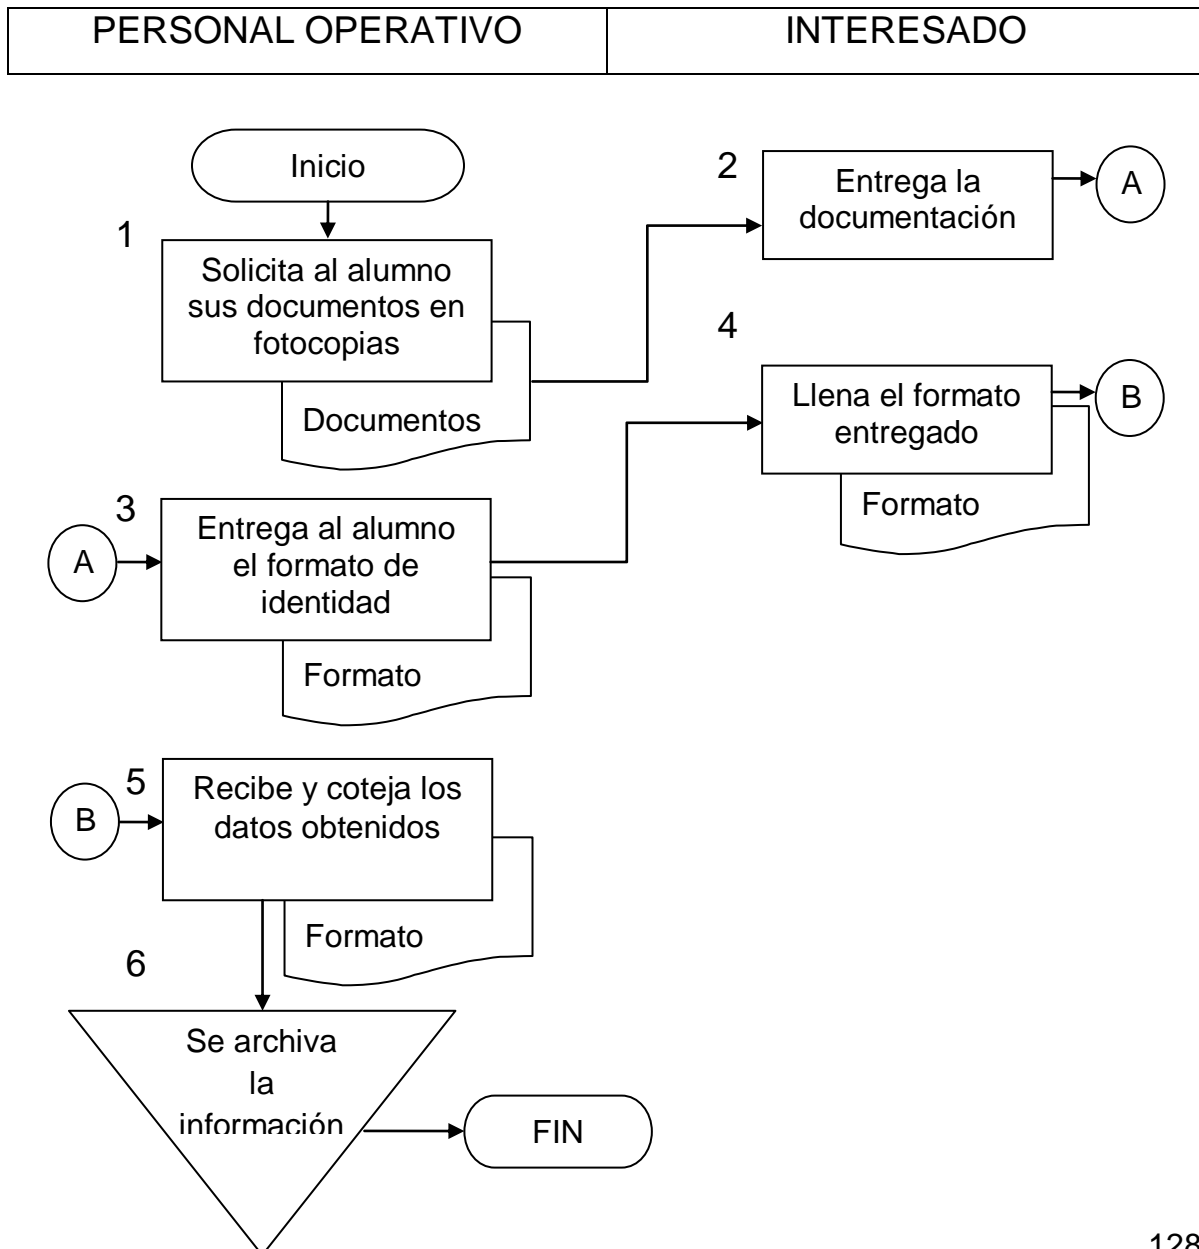 PERSONAL OPERATIVO
INTERESADO
Inicio
1
Solicita al alumno
sus documentos en
fotocopias
Documentos
2
Entrega la
documentación
A
A
3
Entrega al alumno
el formato de
identidad
Formato
4
Llena el formato
entregado
Formato
B
B
5
Recibe y coteja los
datos obtenidos
Formato
6
Se archiva
la
información
FIN
128